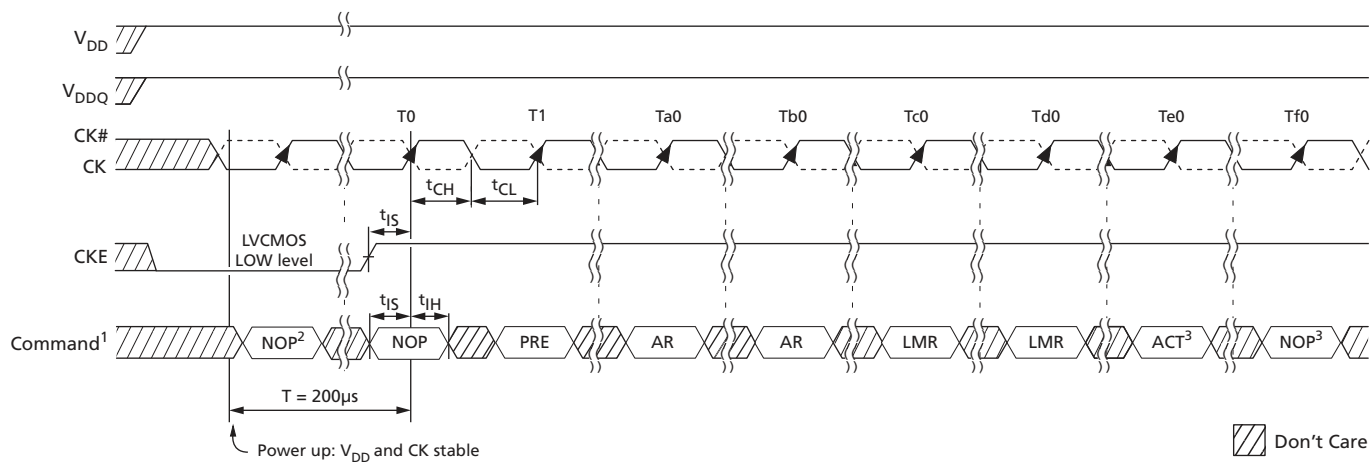 VDD
VDDQ
T0 T1 Ta0 Tb0 Tc0 Td0 Te0 Tf0
CK#
CK
tCH tCL
tIS
CKE
LVCMOS
LOW level
tIS tIH
Command1
NOP2 NOP PRE AR AR LMR LMR ACT3 NOP3
T = 200µs
Power up: VDD and CK stable
Don't Care